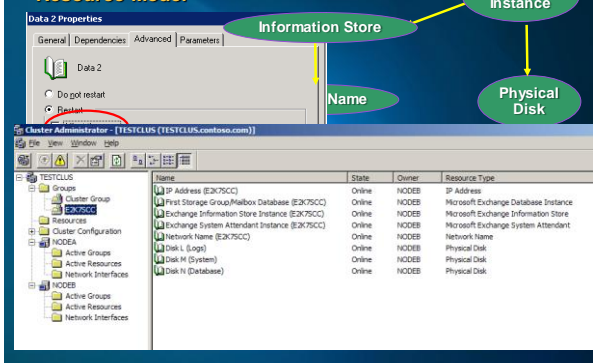 Resource Model
Instance
Data 2 Properties
Information Store
General Dependencies Advanced Parameters
Data 2
Do not restart
Restart
Name
Physical
Disk
Cluster Administrator - [TESTCLUS (TESTCLUS.contoso.com)]
File View Window Help
TESTCLUS
Groups
Cluster Group
E2K7SCC
Resources
Cluster Configuration
NODEA
Active Groups
Active Resources
Network Interfaces
NODEB
Active Groups
Active Resources
Network Interfaces
Name State Owner Resource Type
IP Address (E2K7SCC) Online NODEB IP Address
First Storage Group/Mailbox Database (E2K7SCC) Online NODEB Microsoft Exchange Database Instance
Exchange Information Store Instance (E2K7SCC) Online NODEB Microsoft Exchange Information Store
Exchange System Attendant Instance (E2K7SCC) Online NODEB Microsoft Exchange System Attendant
Network Name (E2K7SCC) Online NODEB Network Name
Disk L (Logs) Online NODEB Physical Disk
Disk M (System) Online NODEB Physical Disk
Disk N (Database) Online NODEB Physical Disk